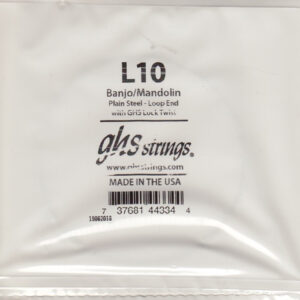 L10
Banjo/Mandolin
Plain Steel - Loop End
with GHS Lock Twist
ghs strings®
www.ghsstrings.com
MADE IN THE USA
7 37681 44334 4